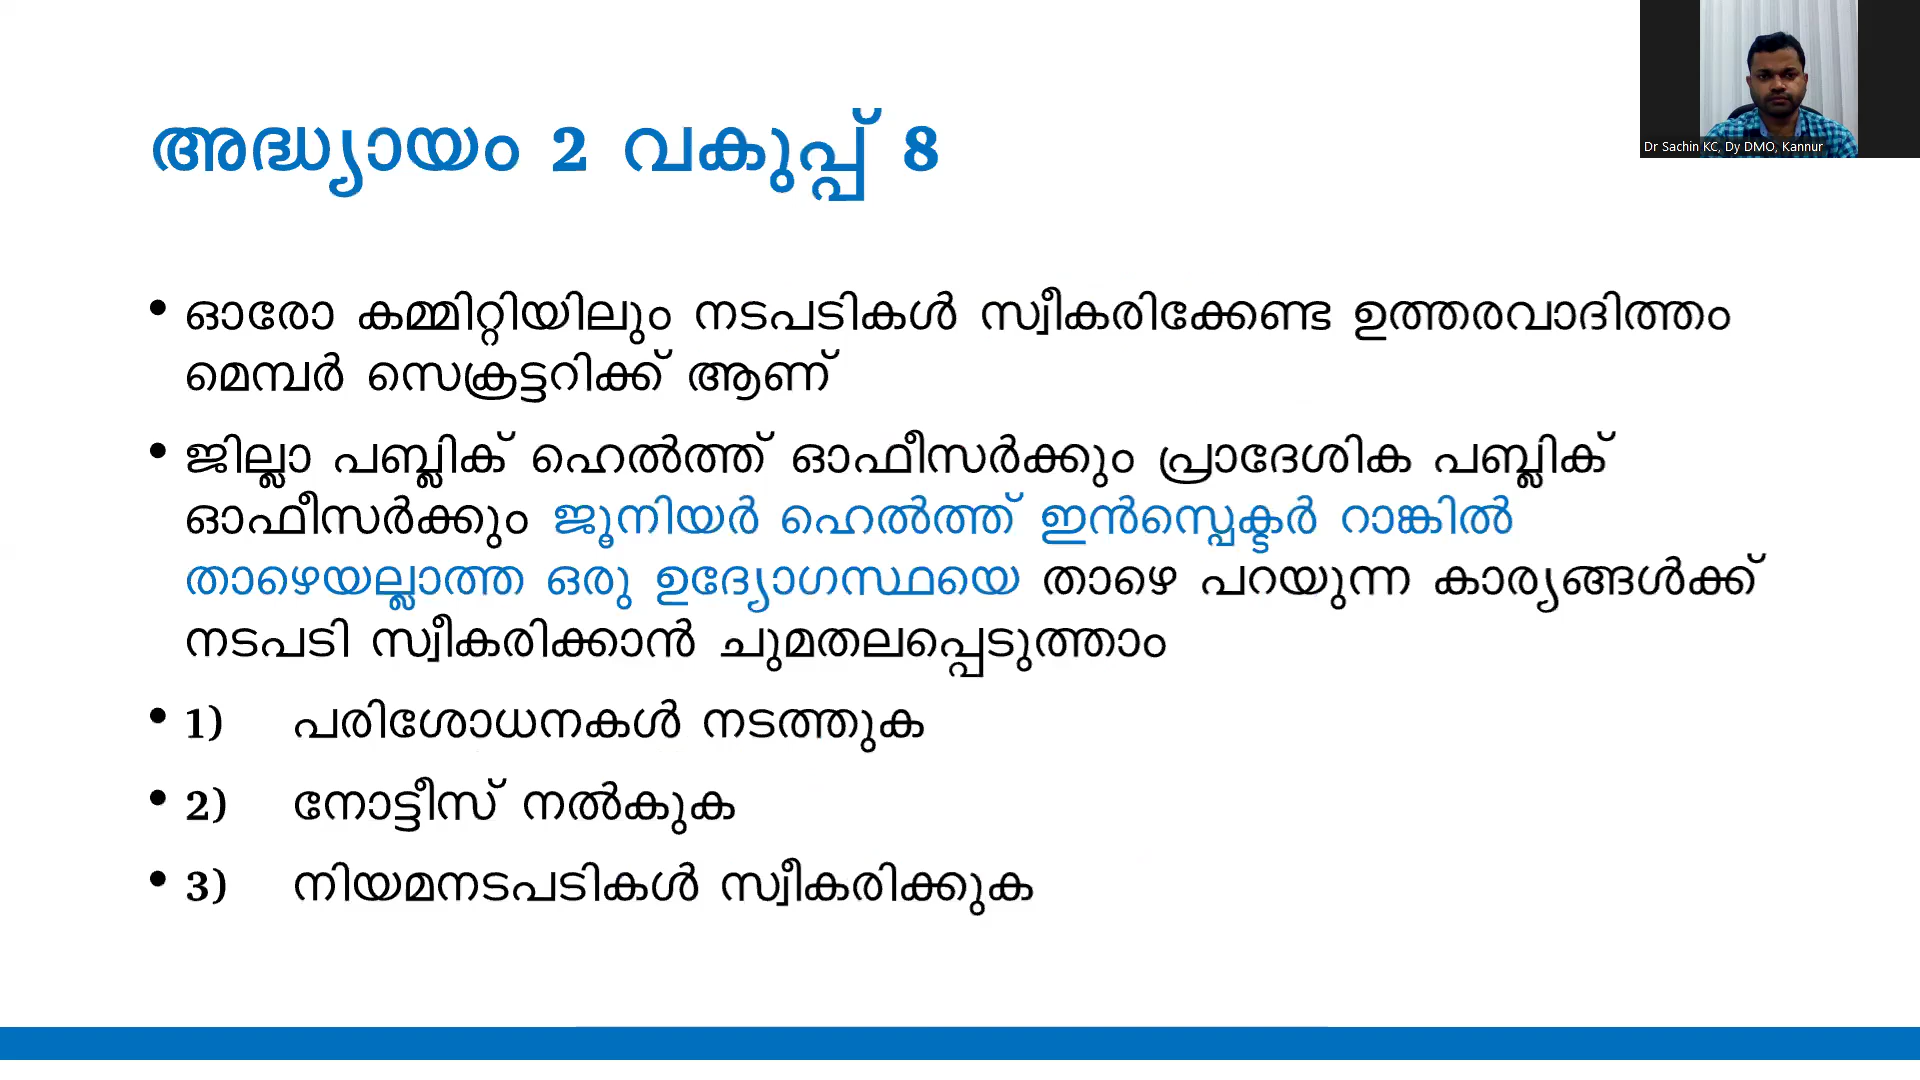 അദ്ധ്യായം 2 വകുപ്പ് 8
Dr Sachin KC, Dy DMO, Kannur
• ഓരോ കമ്മിറ്റിയിലും നടപടികൾ സ്വീകരിക്കേണ്ട ഉത്തരവാദിത്തം
മെമ്പർ സെക്രട്ടറിക്ക് ആണ്
• ജില്ലാ പബ്ലിക് ഹെൽത്ത് ഓഫീസർക്കും പ്രാദേശിക പബ്ലിക്
ഓഫീസർക്കും ജൂനിയർ ഹെൽത്ത് ഇൻസ്പെക്ടർ റാങ്കിൽ
താഴെയല്ലാത്ത ഒരു ഉദ്യോഗസ്ഥയെ താഴെ പറയുന്ന കാര്യങ്ങൾക്ക്
നടപടി സ്വീകരിക്കാൻ ചുമതലപ്പെടുത്താം
• 1) പരിശോധനകൾ നടത്തുക
• 2) നോട്ടീസ് നൽകുക
• 3) നിയമനടപടികൾ സ്വീകരിക്കുക